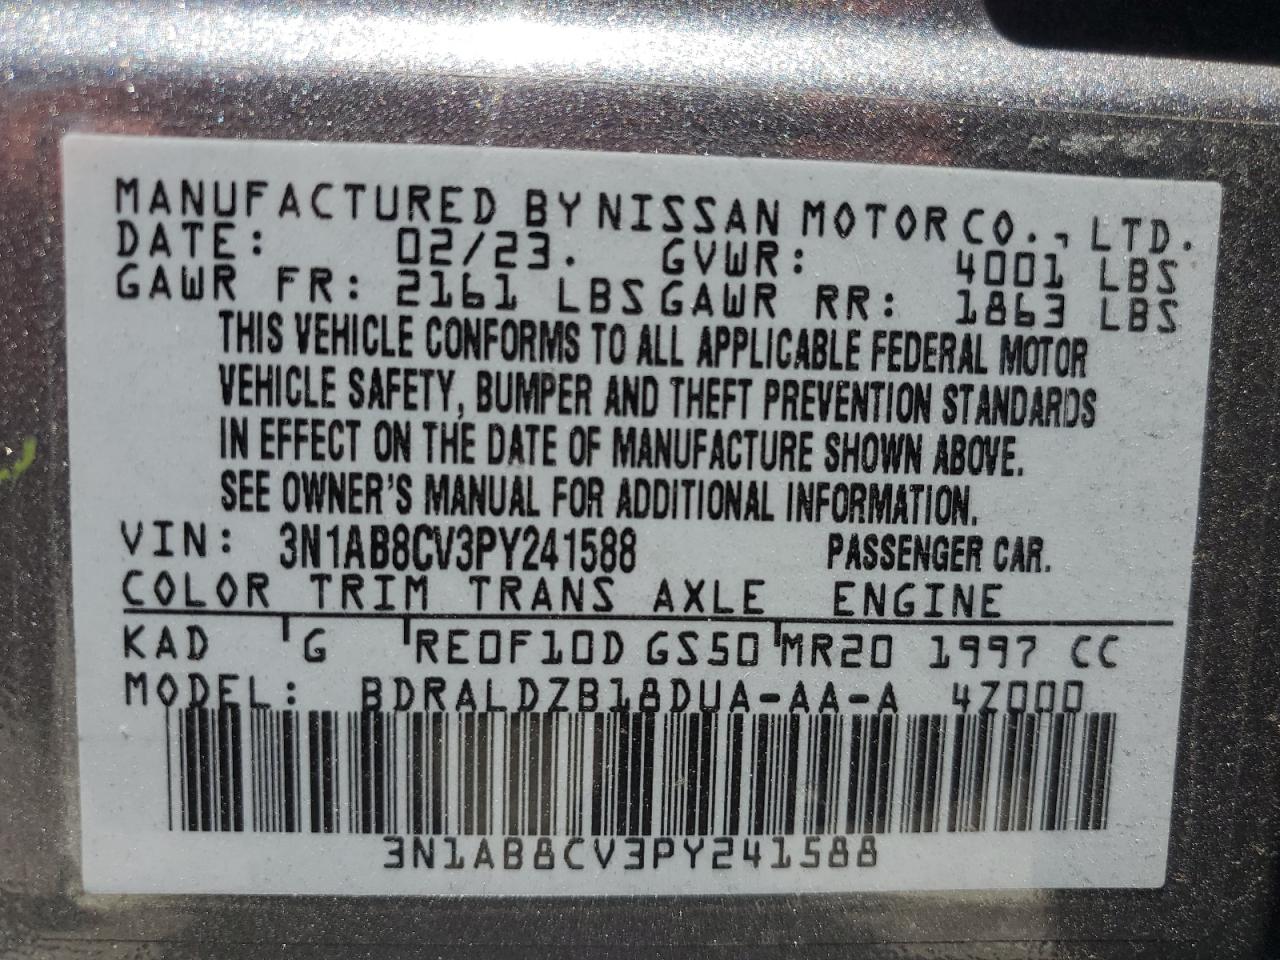 MANUFACTURED BY NISSAN MOTOR CO., LTD.
DATE: 02/23. GVWR: 4001 LBS
GAWR FR: 2161 LBS GAWR RR: 1863 LBS
THIS VEHICLE CONFORMS TO ALL APPLICABLE FEDERAL MOTOR
VEHICLE SAFETY, BUMPER AND THEFT PREVENTION STANDARDS
IN EFFECT ON THE DATE OF MANUFACTURE SHOWN ABOVE.
SEE OWNER'S MANUAL FOR ADDITIONAL INFORMATION.
VIN: 3N1AB8CV3PY241588 PASSENGER CAR.
COLOR TRIM TRANS AXLE ENGINE
KAD G RE0F10D GS50 MR20 1997 CC
MODEL: BDRALDZB18DUA-AA-A 4Z000
3N1AB8CV3PY241588